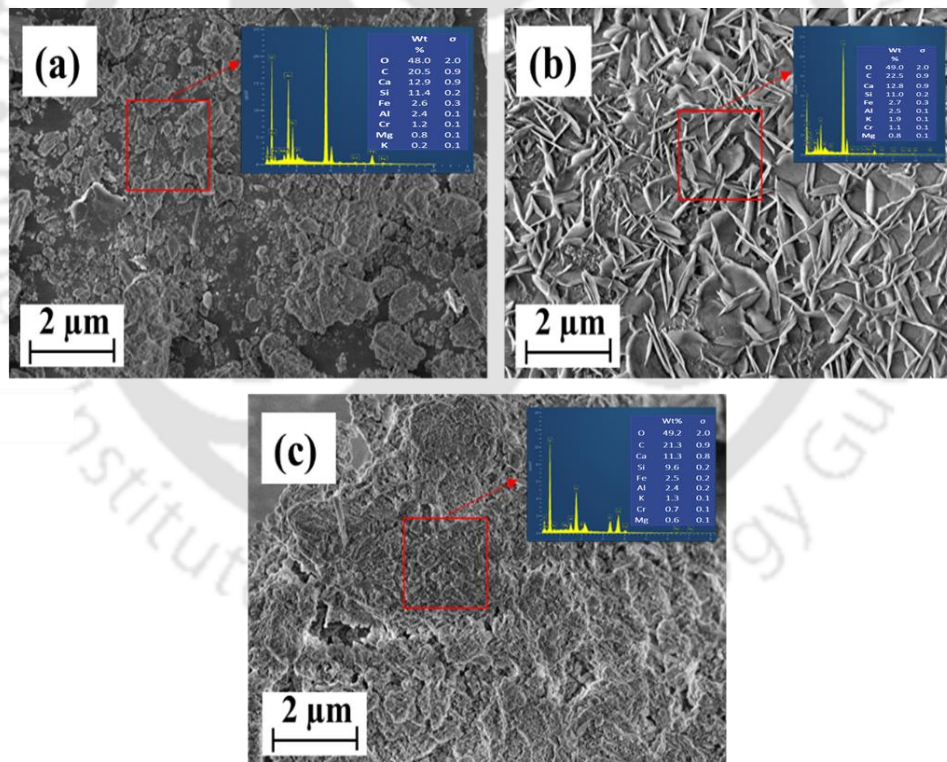 (a)
Wt σ
%
O 48.0 2.0
C 20.5 0.9
Ca 12.9 0.9
Si 11.4 0.2
Fe 2.6 0.3
Al 2.4 0.1
Cr 1.2 0.1
Mg 0.8 0.1
K 0.2 0.1
2 μm
(b)
Wt σ
%
O 49.0 2.0
C 22.5 0.9
Ca 12.8 0.9
Si 11.0 0.2
Fe 2.7 0.3
Al 2.5 0.1
K 1.9 0.1
Cr 1.1 0.1
Mg 0.8 0.1
2 μm
(c)
Wt% σ
O 49.2 2.0
C 21.3 0.9
Ca 11.3 0.8
Si 9.6 0.2
Fe 2.5 0.2
Al 2.4 0.2
K 1.3 0.1
Cr 0.7 0.1
Mg 0.6 0.1
2 μm